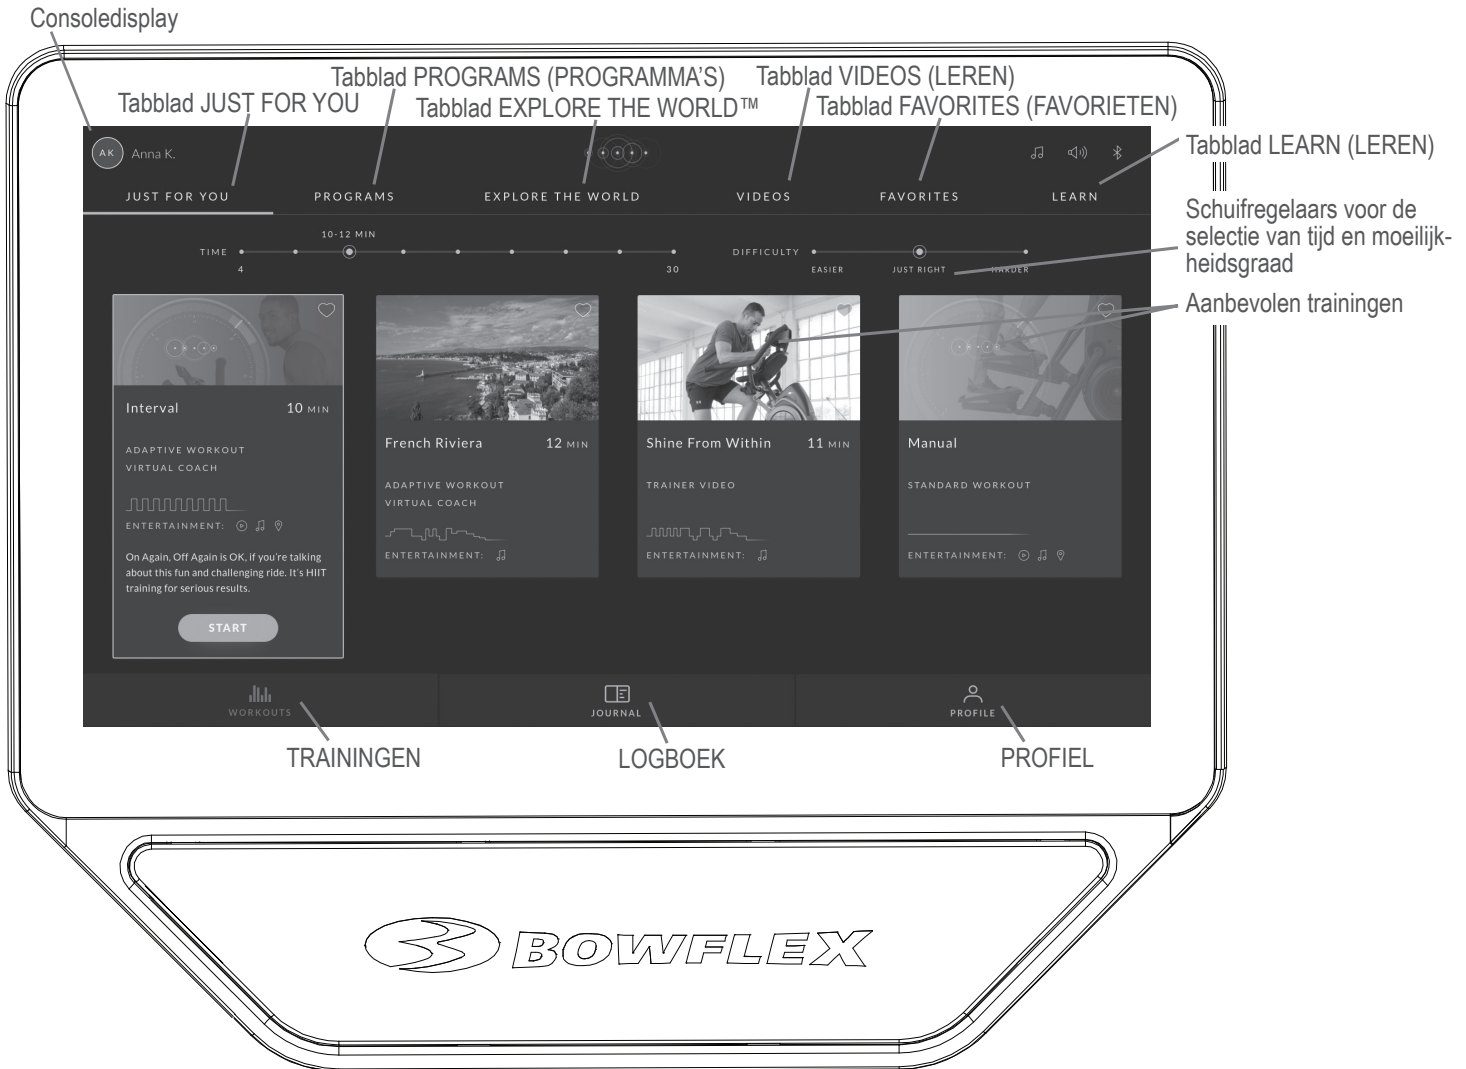 Consoledisplay
Tabblad PROGRAMS (PROGRAMMA'S)
Tabblad VIDEOS (LEREN)
Tabblad JUST FOR YOU
Tabblad EXPLORE THE WORLD™
Tabblad FAVORITES (FAVORIETEN)
Tabblad LEARN (LEREN)
AK Anna K.
JUST FOR YOU PROGRAMS EXPLORE THE WORLD VIDEOS FAVORITES LEARN
Schuifregelaars voor de
selectie van tijd en moeilijk-
heidsgraad
10-12 MIN
TIME
4 30
DIFFICULTY
EASIER JUST RIGHT HARDER
Aanbevolen trainingen
Interval 10 MIN
ADAPTIVE WORKOUT
VIRTUAL COACH
ENTERTAINMENT:
On Again, Off Again is OK, if you're talking
about this fun and challenging ride. It's HIIT
training for serious results.
START
French Riviera 12 MIN
ADAPTIVE WORKOUT
VIRTUAL COACH
ENTERTAINMENT:
Shine From Within 11 MIN
TRAINER VIDEO
ENTERTAINMENT:
Manual
STANDARD WORKOUT
ENTERTAINMENT:
WORKOUTS JOURNAL PROFILE
TRAININGEN LOGBOEK PROFIEL
BOWFLEX